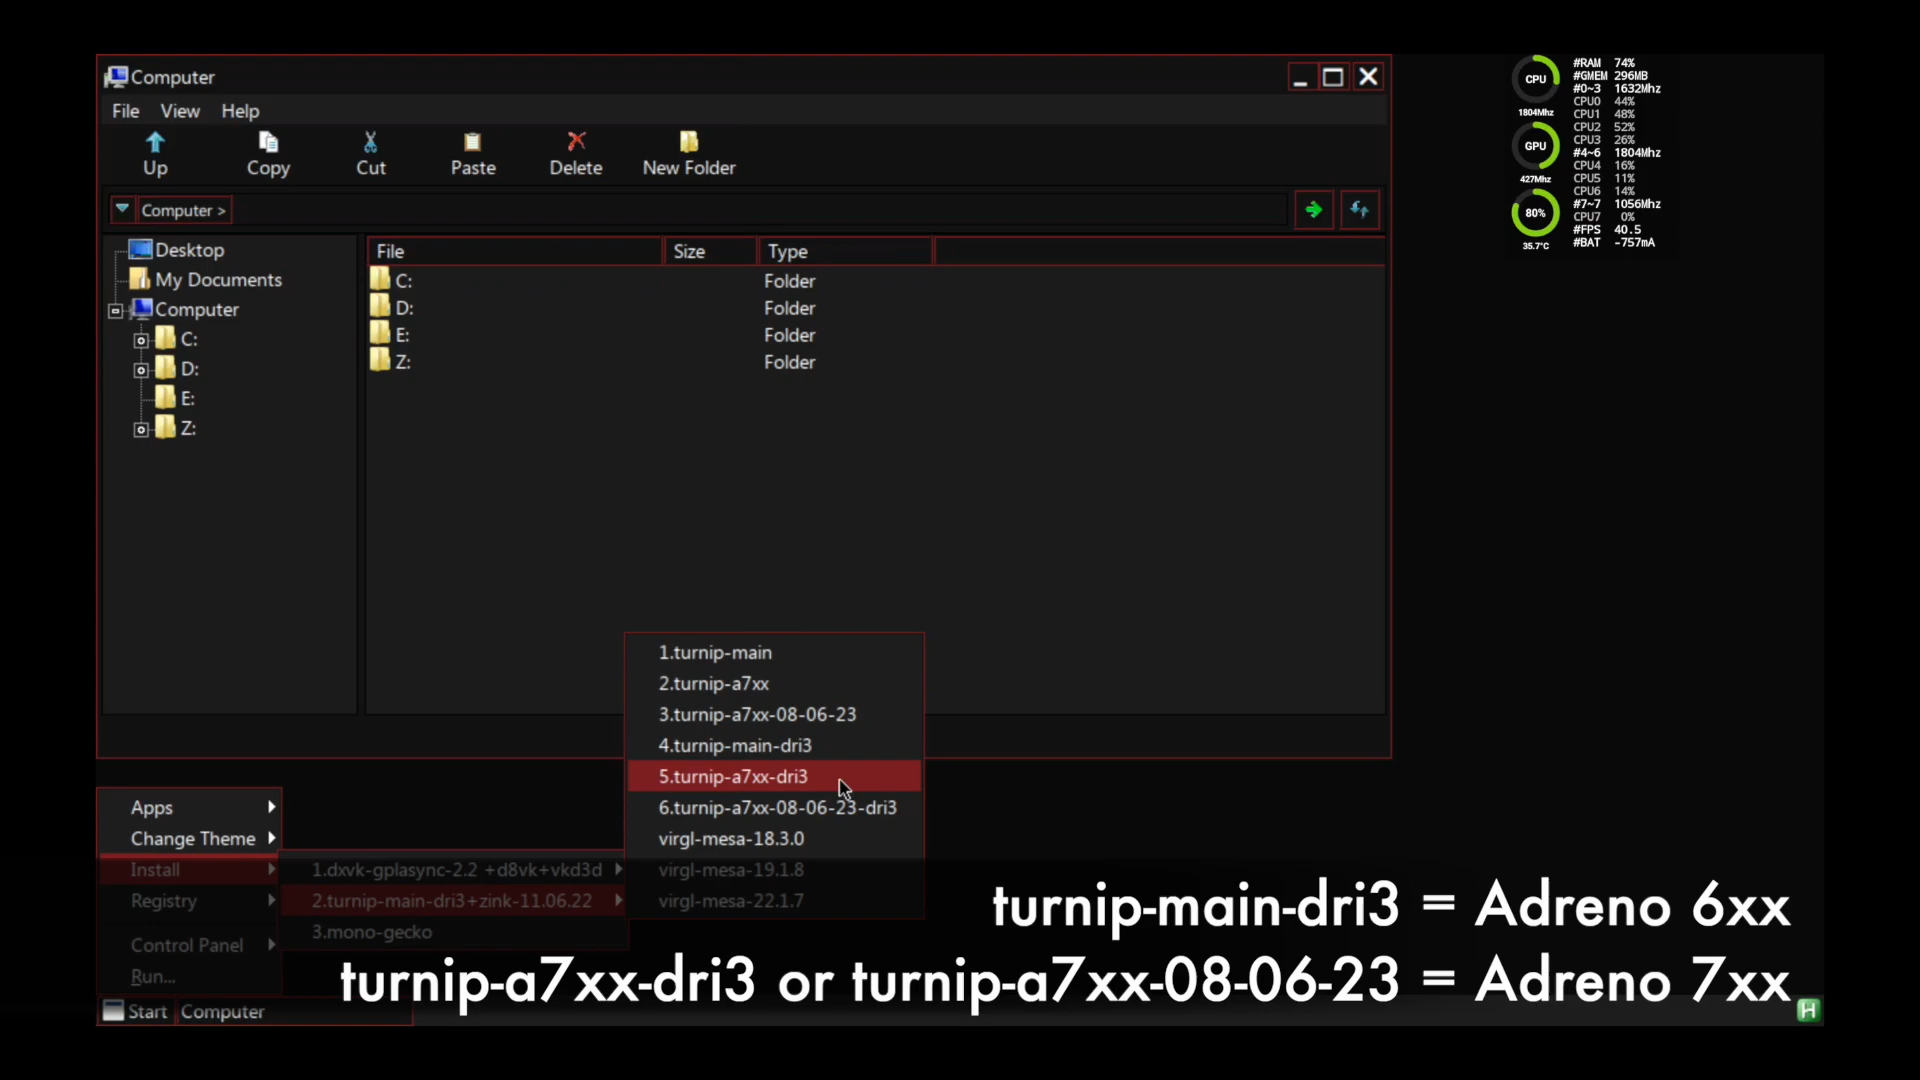 Computer
File View Help
Up Copy Cut Paste Delete New Folder
Computer >
Desktop
My Documents
Computer
C:
D:
E:
Z:
File Size Type
C: Folder
D: Folder
E: Folder
Z: Folder
CPU
1804Mhz
GPU
427Mhz
80%
35.7°C
#RAM 74%
#GMEM 296MB
#0~3 1632Mhz
CPU0 44%
CPU1 48%
CPU2 52%
CPU3 26%
#4~6 1804Mhz
CPU4 16%
CPU5 11%
CPU6 14%
#7~7 1056Mhz
CPU7 0%
#FPS 40.5
#BAT -757mA
1.turnip-main
2.turnip-a7xx
3.turnip-a7xx-08-06-23
4.turnip-main-dri3
5.turnip-a7xx-dri3
6.turnip-a7xx-08-06-23-dri3
virgl-mesa-18.3.0
virgl-mesa-19.1.8
virgl-mesa-22.1.7
Apps
Change Theme
Install
Registry
Control Panel
Run...
1.dxvk-gplasync-2.2 +d8vk+vkd3d
2.turnip-main-dri3+zink-11.06.22
3.mono-gecko
turnip-main-dri3 = Adreno 6xx
turnip-a7xx-dri3 or turnip-a7xx-08-06-23 = Adreno 7xx
Start Computer
H